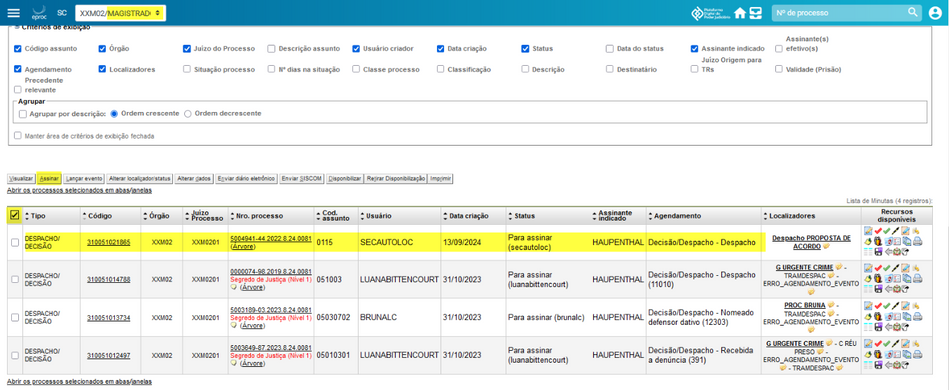 eproc SC XXM02/MAGISTRAD Nº de processo
Critérios de exibição
Código assunto Órgão Juízo do Processo Descrição assunto Usuário criador Data criação Status Data do status Assinante indicado Assinante(s) efetivo(s)
Agendamento Localizadores Situação processo Nº dias na situação Classe processo Classificação Descrição Destinatário Juízo Origem para TRs Validade (Prisão)
Precedente relevante
Agrupar
Agrupar por descrição: Ordem crescente Ordem decrescente
Manter área de critérios de exibição fechada
Visualizar Assinar Lançar evento Alterar localizador/status Alterar dados Enviar diário eletrônico Enviar SISCOM Disponibilizar Retirar Disponibilização Imprimir
Abrir os processos selecionados em abas/janelas
Lista de Minutas (4 registros):
Tipo Código Órgão Juízo Processo Nro. processo Cod. assunto Usuário Data criação Status Assinante indicado Agendamento Localizadores Recursos disponíveis
DESPACHO/ DECISÃO 310051021865 XXM02 XXM0201 5004941-44.2022.8.24.0081 (Árvore) 0115 SECAUTOLOC 13/09/2024 Para assinar (secautoloc) HAUPENTHAL Decisão/Despacho - Despacho Despacho PROPOSTA DE ACORDO
DESPACHO/ DECISÃO 310051014788 XXM02 XXM0201 0000074-98.2019.8.24.0081 Segredo de Justiça (Nível 1) (Árvore) 051003 LUANABITTENCOURT 31/10/2023 Para assinar (luanabittencourt) HAUPENTHAL Decisão/Despacho - Despacho (11010) G URGENTE CRIME - TRAMDESPAC - ERRO_AGENDAMENTO_EVENTO
DESPACHO/ DECISÃO 310051013734 XXM02 XXM0201 5003189-03.2023.8.24.0081 Segredo de Justiça (Nível 1) (Árvore) 05030702 BRUNALC 31/10/2023 Para assinar (brunalc) HAUPENTHAL Decisão/Despacho - Nomeado defensor dativo (12303) PROC BRUNA - TRAMDESPAC - ERRO_AGENDAMENTO_EVENTO
DESPACHO/ DECISÃO 310051012497 XXM02 XXM0201 5003649-87.2023.8.24.0081 Segredo de Justiça (Nível 1) (Árvore) 05010301 LUANABITTENCOURT 31/10/2023 Para assinar (luanabittencourt) HAUPENTHAL Decisão/Despacho - Recebida a denúncia (391) G URGENTE CRIME - C RÉU PRESO - ERRO_AGENDAMENTO_EVENTO - TRAMDESPAC
Abrir os processos selecionados em abas/janelas